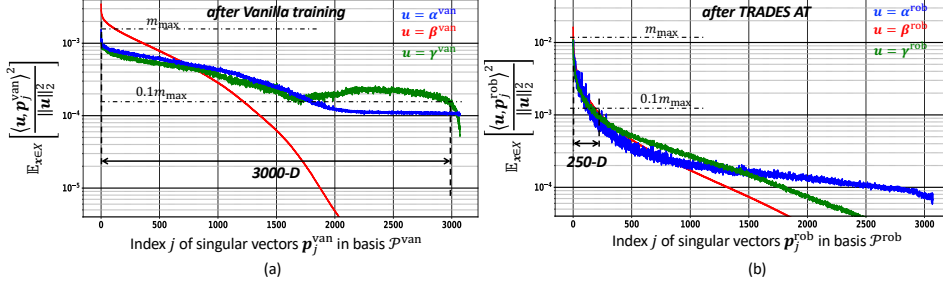 after Vanilla training
u = α^van
u = β^van
u = γ^van
m_max
0.1m_max
3000-D
10^-3
10^-4
10^-5
𝔼_{x∈X} [⟨u, p_j^van⟩^2 / ‖u‖_2^2]
0 500 1000 1500 2000 2500 3000
Index j of singular vectors p_j^van in basis 𝒫^van
(a)
after TRADES AT
u = α^rob
u = β^rob
u = γ^rob
m_max
0.1m_max
250-D
10^-2
10^-3
10^-4
𝔼_{x∈X} [⟨u, p_j^rob⟩^2 / ‖u‖_2^2]
0 500 1000 1500 2000 2500 3000
Index j of singular vectors p_j^rob in basis 𝒫^rob
(b)